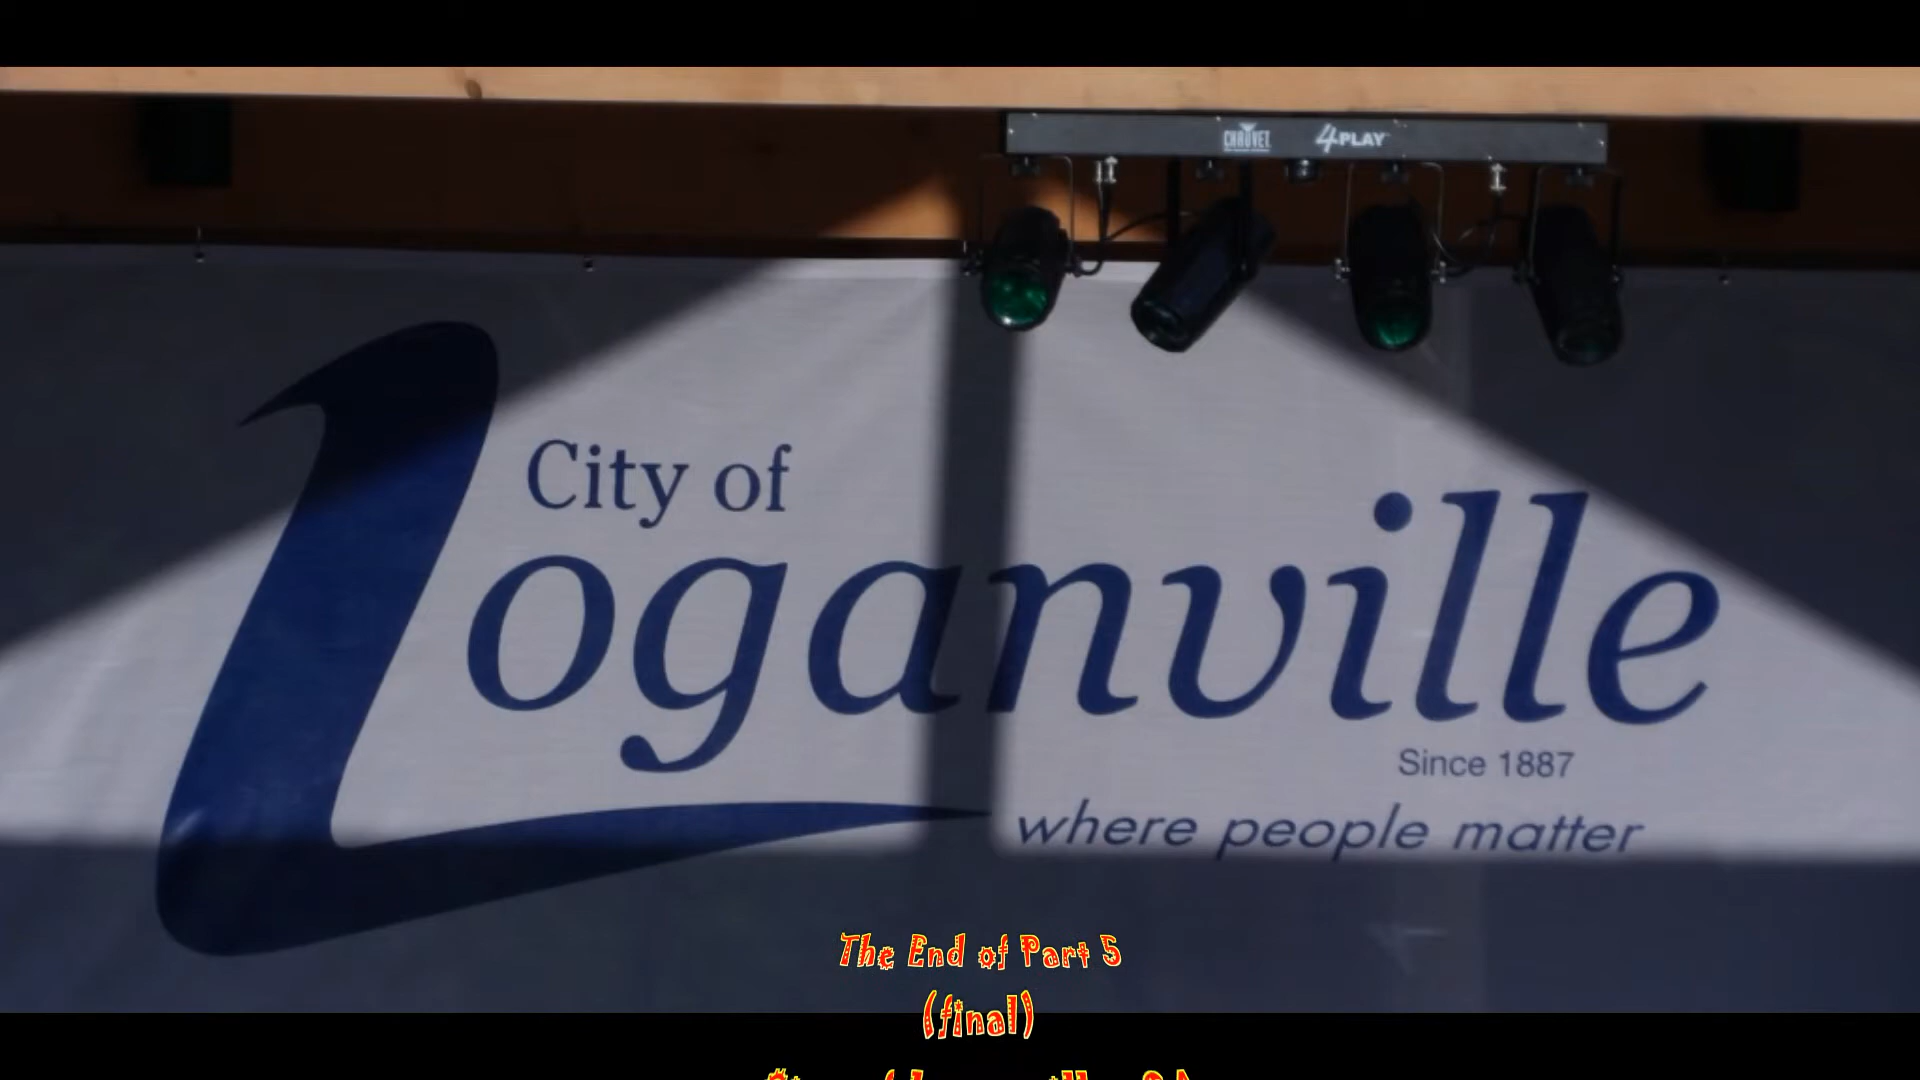 CHAUVET 4PLAY
City of
Loganville
Since 1887
where people matter
The End of Part 5
(final)